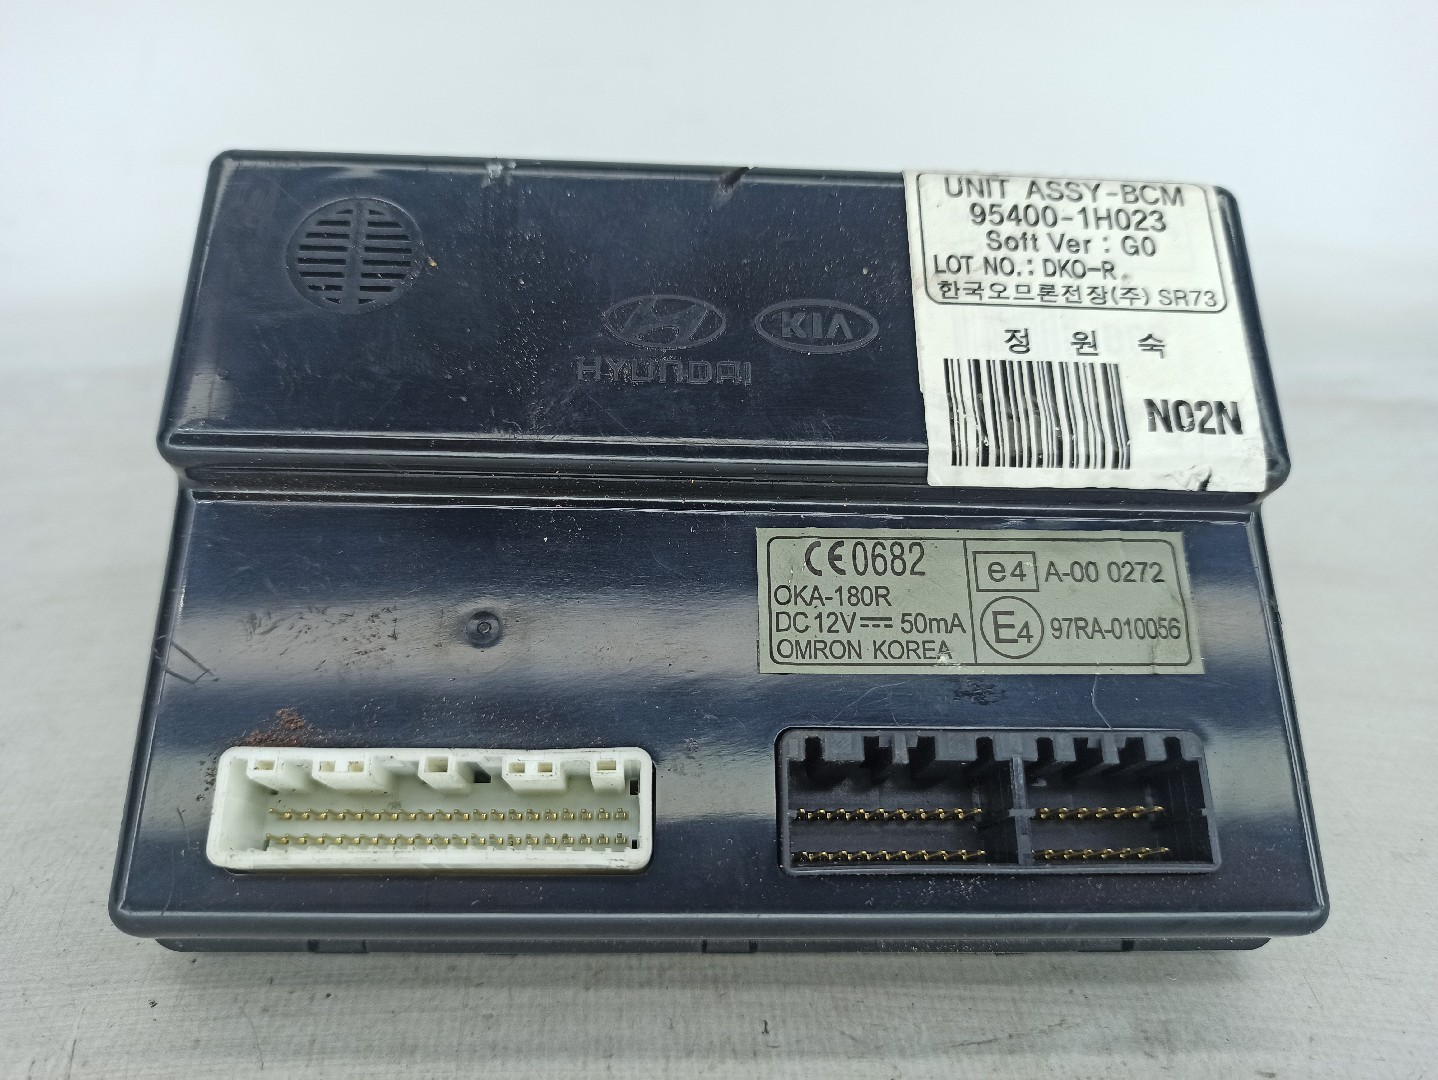 UNIT ASSY-BCM
95400-1H023
Soft Ver : G0
LOT NO.: DKO-R
한국오므론전장(주) SR73
정 원 숙
N02N
HYUNDAI
KIA
CE0682
OKA-180R
DC 12V 50mA
OMRON KOREA
e4 A-00 0272
E4 97RA-010056